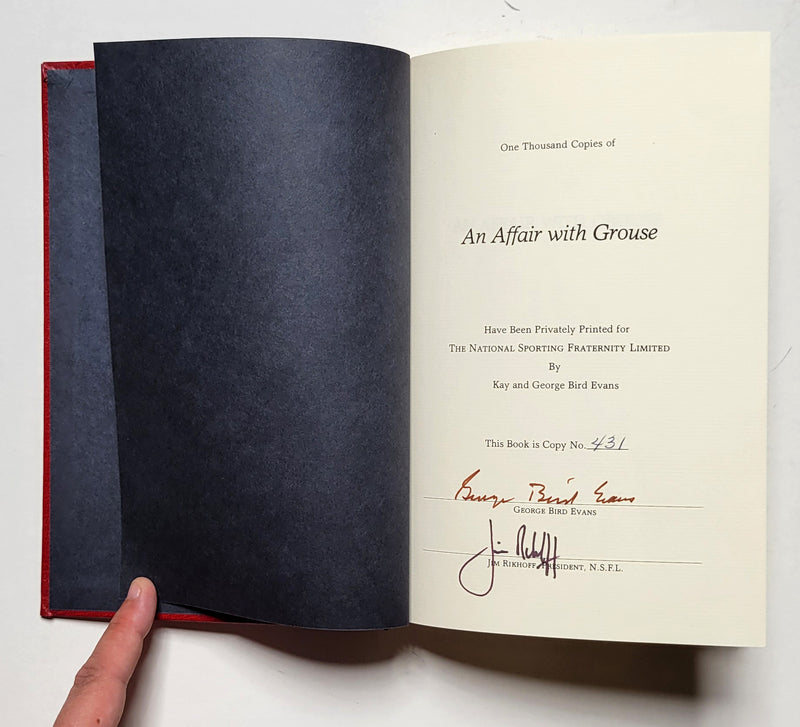 One Thousand Copies of
An Affair with Grouse
Have Been Privately Printed for
THE NATIONAL SPORTING FRATERNITY LIMITED
By
Kay and George Bird Evans
This Book is Copy No. 431
George Bird Evans
GEORGE BIRD EVANS
Jim Rikhoff
JIM RIKHOFF, PRESIDENT, N.S.F.L.